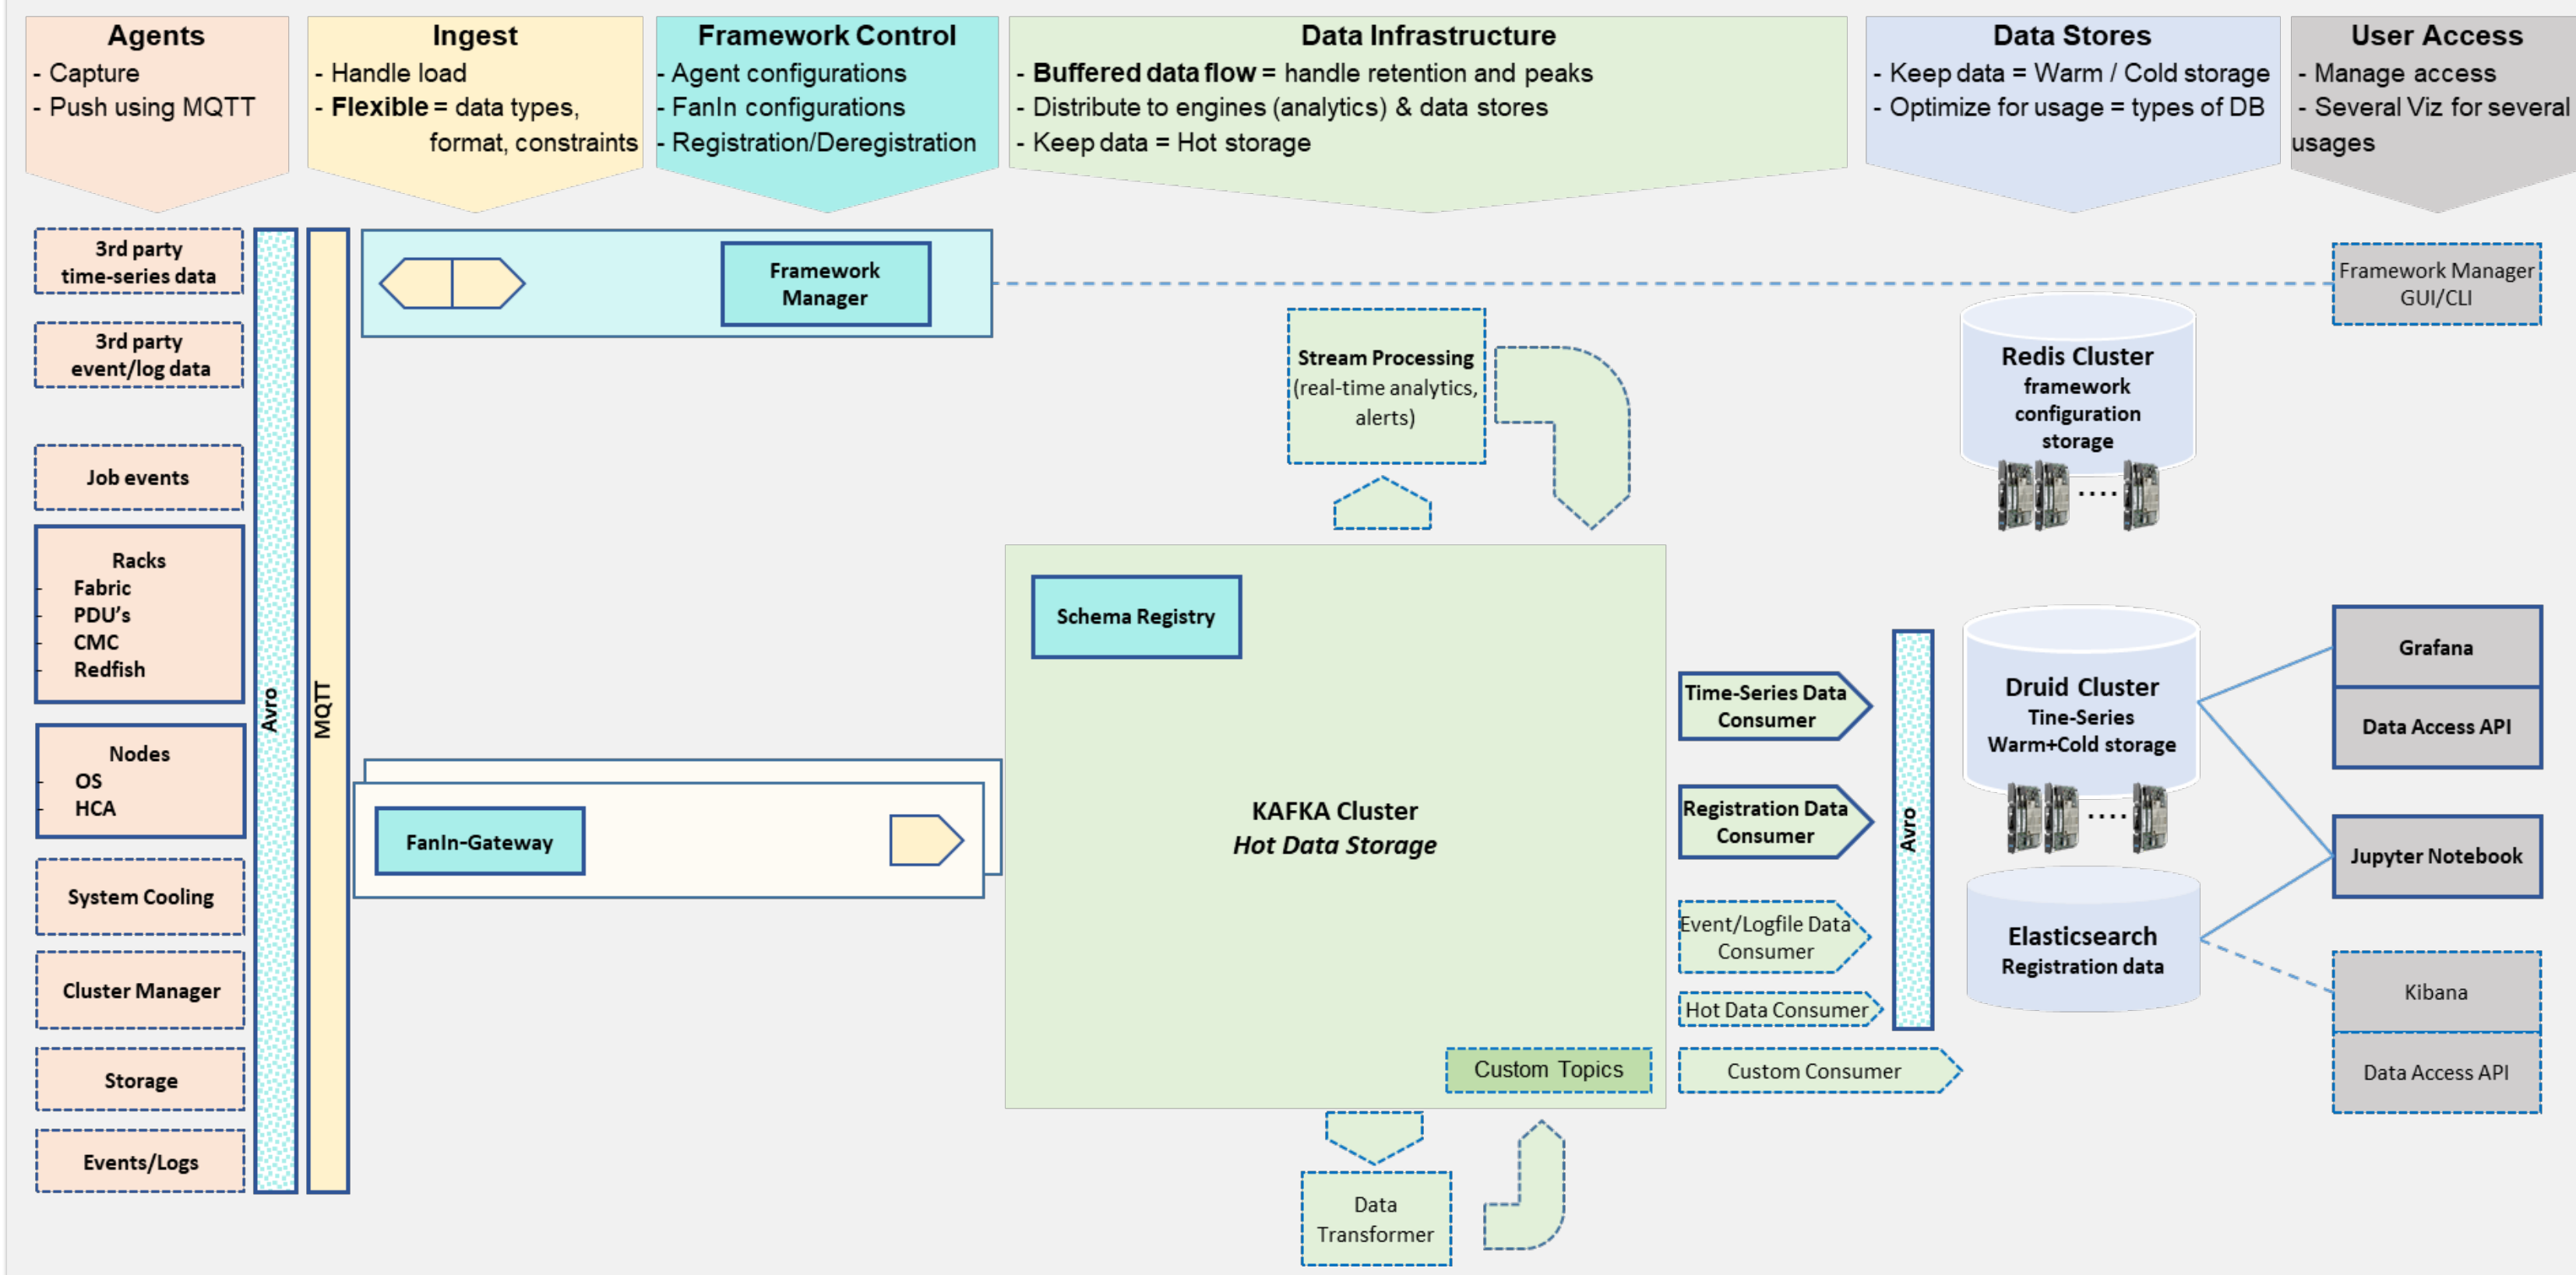 Agents
- Capture
- Push using MQTT
Ingest
- Handle load
- Flexible = data types,
format, constraints
Framework Control
- Agent configurations
- FanIn configurations
- Registration/Deregistration
Data Infrastructure
- Buffered data flow = handle retention and peaks
- Distribute to engines (analytics) & data stores
- Keep data = Hot storage
Data Stores
- Keep data = Warm / Cold storage
- Optimize for usage = types of DB
User Access
- Manage access
- Several Viz for several
usages
3rd party
time-series data
3rd party
event/log data
Job events
Racks
- Fabric
- PDU's
- CMC
- Redfish
Nodes
- OS
- HCA
System Cooling
Cluster Manager
Storage
Events/Logs
Avro
MQTT
Framework
Manager
FanIn-Gateway
Stream Processing
(real-time analytics,
alerts)
Schema Registry
KAFKA Cluster
Hot Data Storage
Custom Topics
Data
Transformer
Time-Series Data
Consumer
Registration Data
Consumer
Event/Logfile Data
Consumer
Hot Data Consumer
Custom Consumer
Avro
Redis Cluster
framework
configuration
storage
....
Druid Cluster
Tine-Series
Warm+Cold storage
....
Elasticsearch
Registration data
Framework Manager
GUI/CLI
Grafana
Data Access API
Jupyter Notebook
Kibana
Data Access API